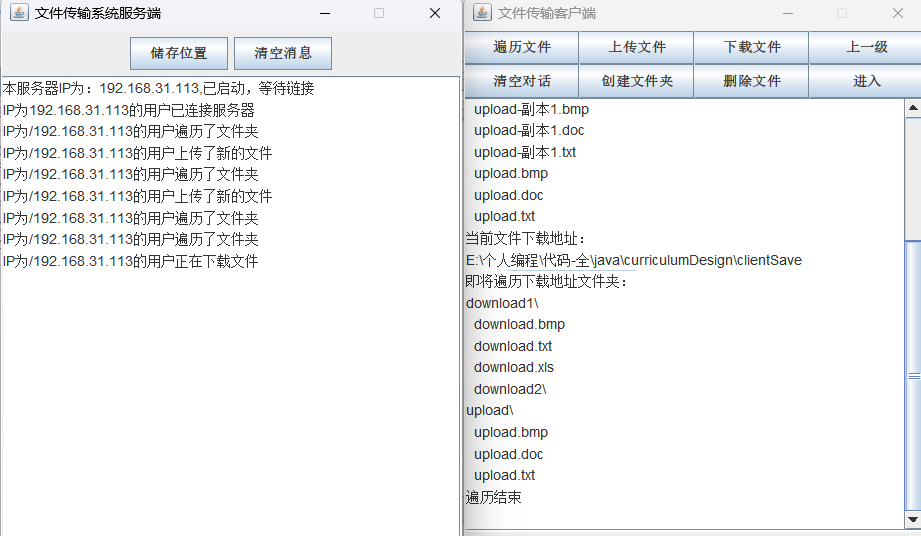 文件传输系统服务端
储存位置 清空消息
本服务器IP为：192.168.31.113,已启动，等待链接
IP为192.168.31.113的用户已连接服务器
IP为/192.168.31.113的用户遍历了文件夹
IP为/192.168.31.113的用户上传了新的文件
IP为/192.168.31.113的用户遍历了文件夹
IP为/192.168.31.113的用户上传了新的文件
IP为/192.168.31.113的用户遍历了文件夹
IP为/192.168.31.113的用户遍历了文件夹
IP为/192.168.31.113的用户正在下载文件
文件传输客户端
遍历文件 上传文件 下载文件 上一级
清空对话 创建文件夹 删除文件 进入
upload-副本1.bmp
upload-副本1.doc
upload-副本1.txt
upload.bmp
upload.doc
upload.txt
当前文件下载地址：
E:\个人编程\代码-全\java\curriculumDesign\clientSave
即将遍历下载地址文件夹：
download1\
download.bmp
download.txt
download.xls
download2\
upload\
upload.bmp
upload.doc
upload.txt
遍历结束